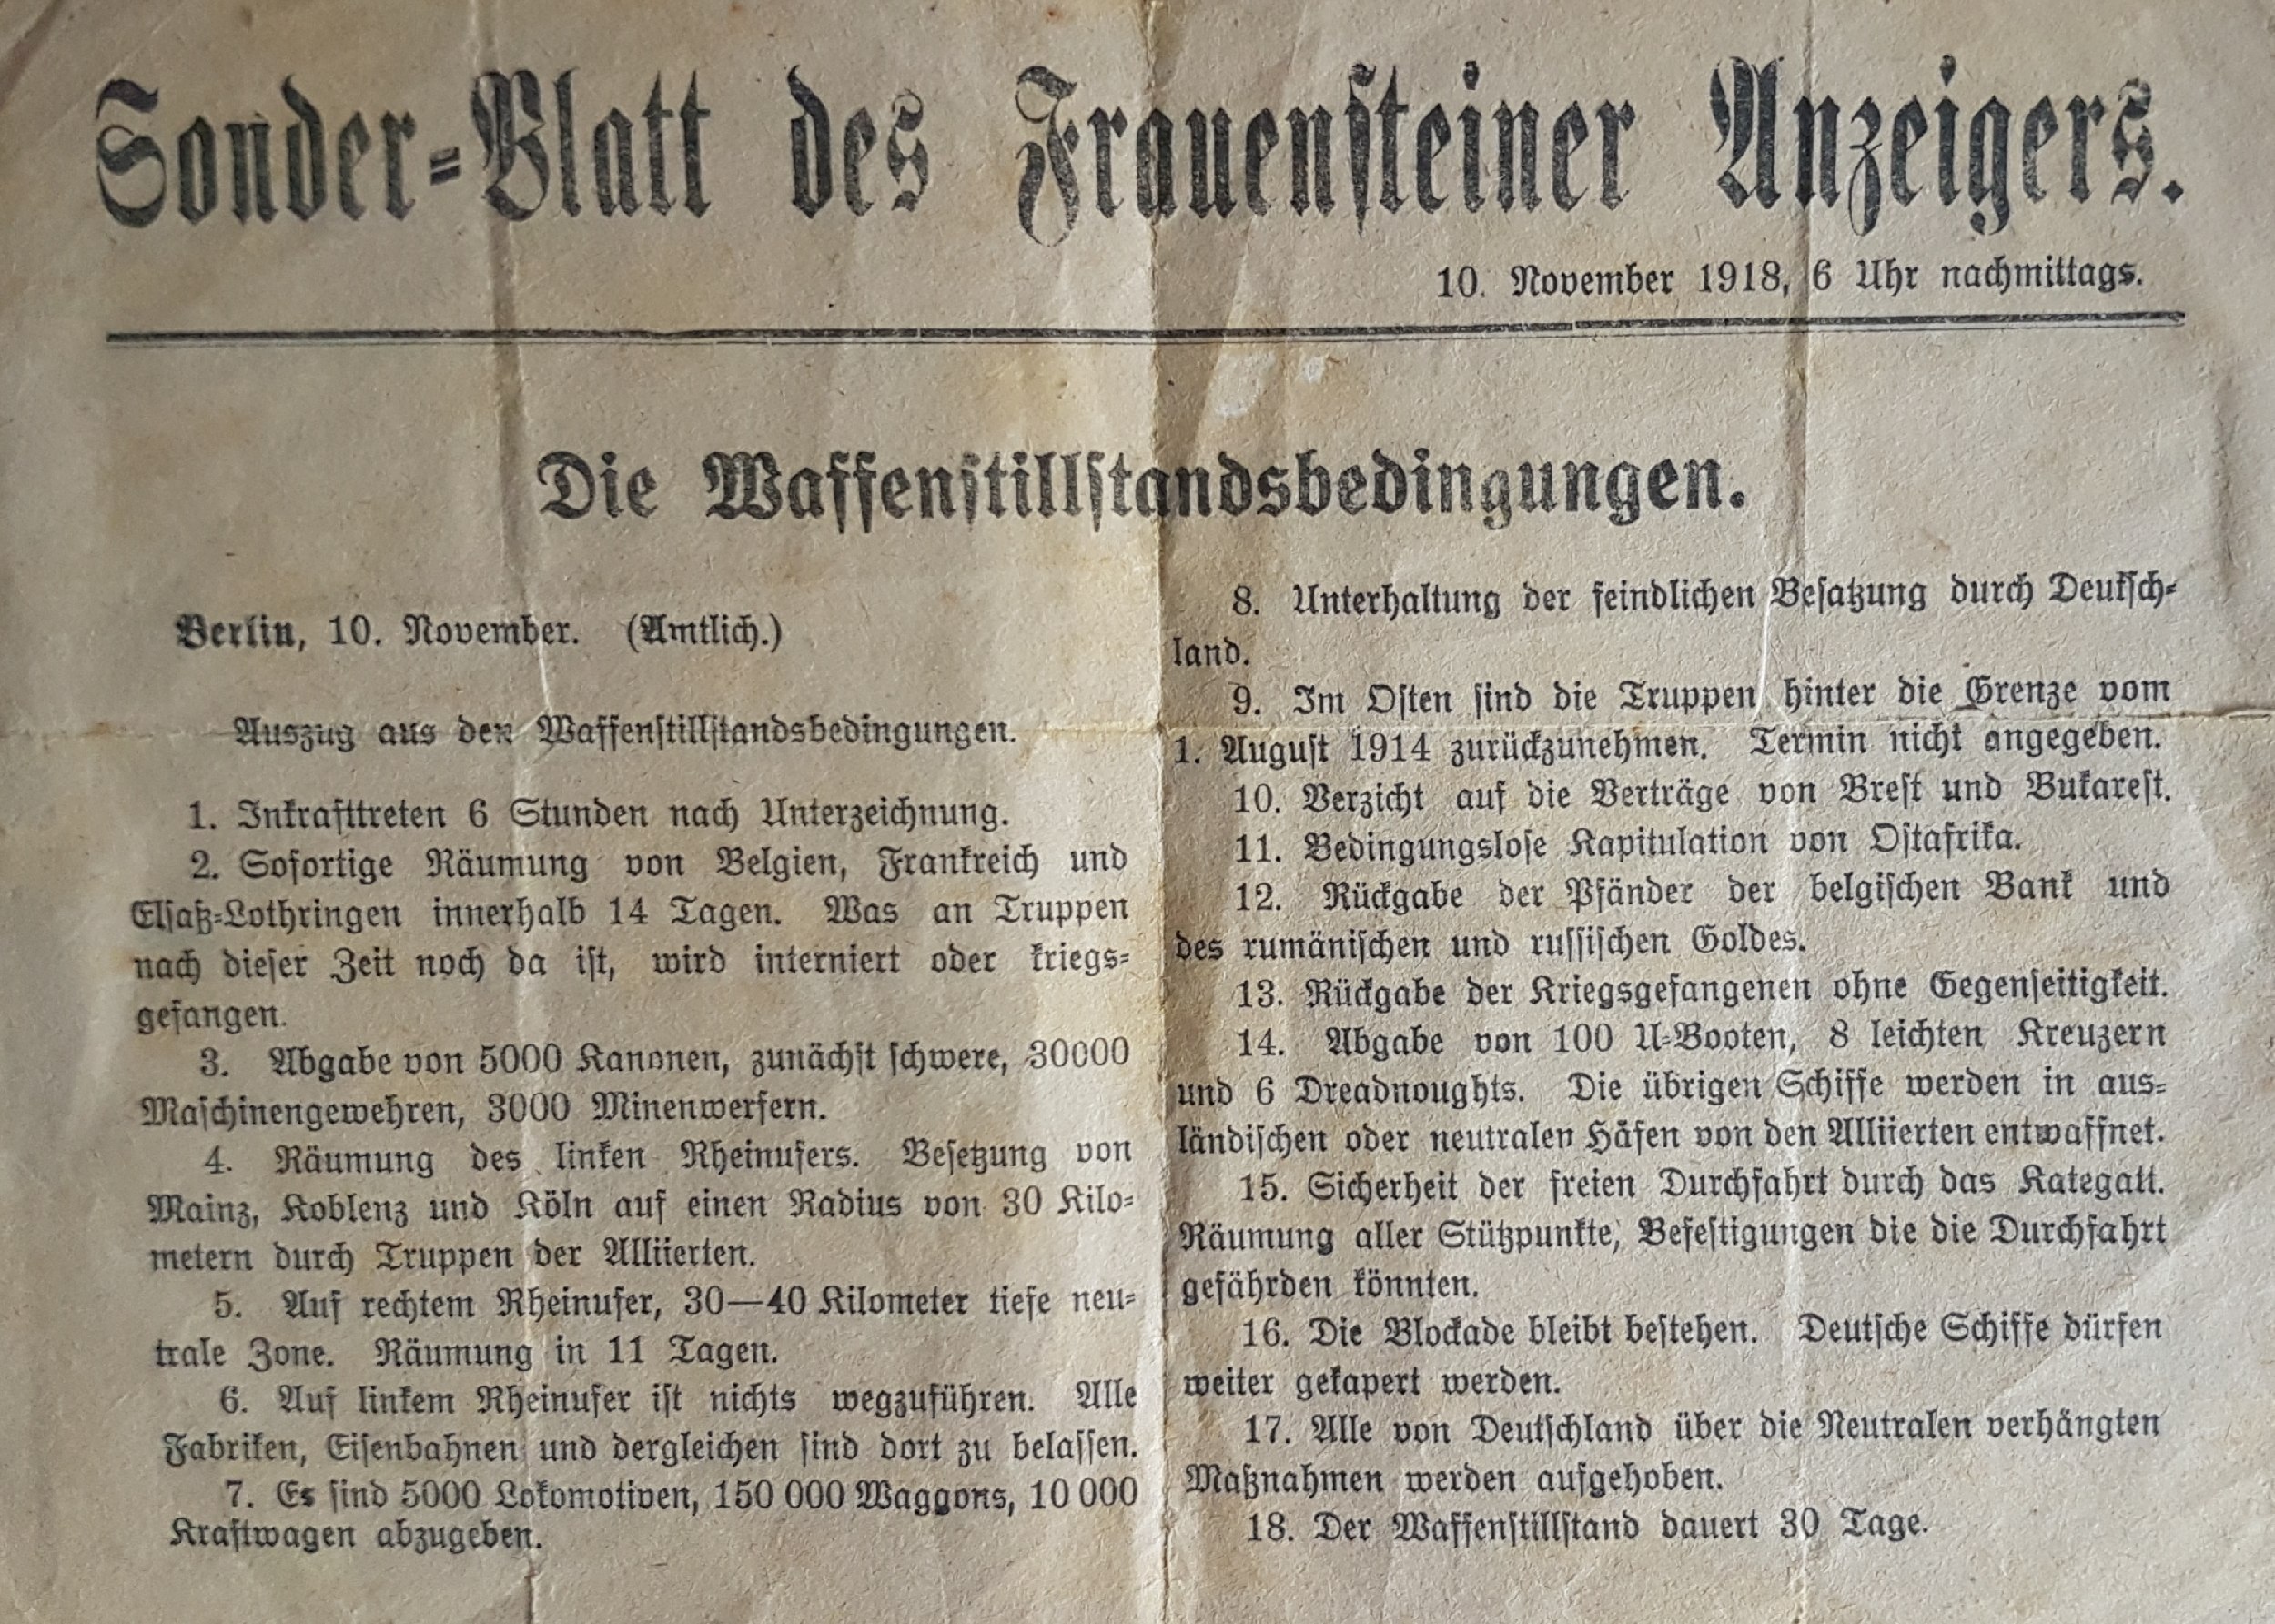 Sonder=Blatt des Frauensteiner Anzeigers.
10. November 1918, 6 Uhr nachmittags.
Die Waffenstillstandsbedingungen.
Berlin, 10. November. (Amtlich.)
Auszug aus den Waffenstillstandsbedingungen.
1. Inkrafttreten 6 Stunden nach Unterzeichnung.
2. Sofortige Räumung von Belgien, Frankreich und
Elsaß=Lothringen innerhalb 14 Tagen. Was an Truppen
nach dieser Zeit noch da ist, wird interniert oder kriegs=
gefangen.
3. Abgabe von 5000 Kanonen, zunächst schwere, 30000
Maschinengewehren, 3000 Minenwerfern.
4. Räumung des linken Rheinufers. Besetzung von
Mainz, Koblenz und Köln auf einen Radius von 30 Kilo=
metern durch Truppen der Alliierten.
5. Auf rechtem Rheinufer, 30—40 Kilometer tiefe neu=
trale Zone. Räumung in 11 Tagen.
6. Auf linkem Rheinufer ist nichts wegzuführen. Alle
Fabriken, Eisenbahnen und dergleichen sind dort zu belassen.
7. Es sind 5000 Lokomotiven, 150 000 Waggons, 10 000
Kraftwagen abzugeben.
8. Unterhaltung der feindlichen Besatzung durch Deutsch=
land.
9. Im Osten sind die Truppen hinter die Grenze vom
1. August 1914 zurückzunehmen. Termin nicht angegeben.
10. Verzicht auf die Verträge von Brest und Bukarest.
11. Bedingungslose Kapitulation von Ostafrika.
12. Rückgabe der Pfänder der belgischen Bank und
des rumänischen und russischen Goldes.
13. Rückgabe der Kriegsgefangenen ohne Gegenseitigkeit.
14. Abgabe von 100 U=Booten, 8 leichten Kreuzern
und 6 Dreadnoughts. Die übrigen Schiffe werden in aus=
ländischen oder neutralen Häfen von den Alliierten entwaffnet.
15. Sicherheit der freien Durchfahrt durch das Kategatt.
Räumung aller Stützpunkte, Befestigungen die die Durchfahrt
gefährden könnten.
16. Die Blockade bleibt bestehen. Deutsche Schiffe dürfen
weiter gekapert werden.
17. Alle von Deutschland über die Neutralen verhängten
Maßnahmen werden aufgehoben.
18. Der Waffenstillstand dauert 30 Tage.